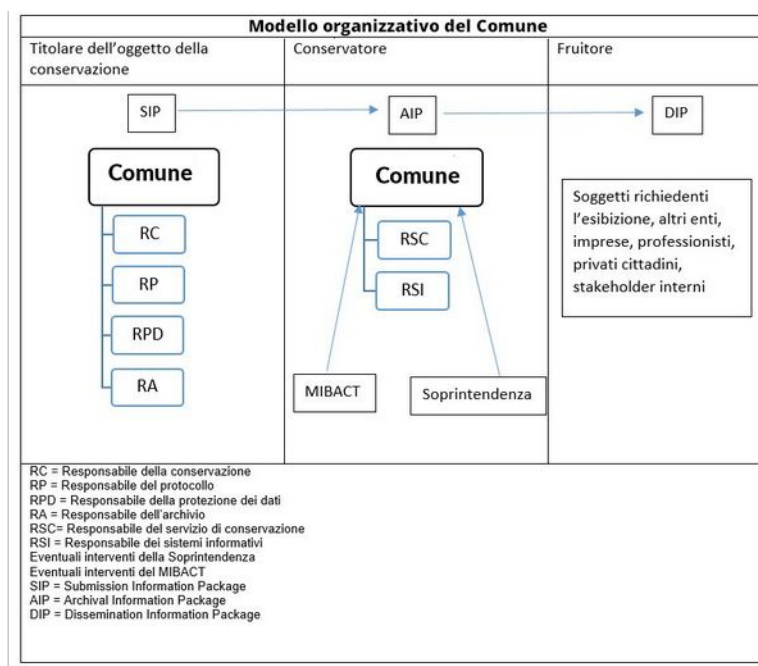 Modello organizzativo del Comune
Titolare dell'oggetto della
conservazione
Conservatore
Fruitore
SIP
AIP
DIP
Comune
RC
RP
RPD
RA
Comune
RSC
RSI
MIBACT
Soprintendenza
Soggetti richiedenti
l'esibizione, altri enti,
imprese, professionisti,
privati cittadini,
stakeholder interni
RC = Responsabile della conservazione
RP = Responsabile del protocollo
RPD = Responsabile della protezione dei dati
RA = Responsabile dell'archivio
RSC= Responsabile del servizio di conservazione
RSI = Responsabile dei sistemi informativi
Eventuali interventi della Soprintendenza
Eventuali interventi del MIBACT
SIP = Submission Information Package
AIP = Archival Information Package
DIP = Dissemination Information Package